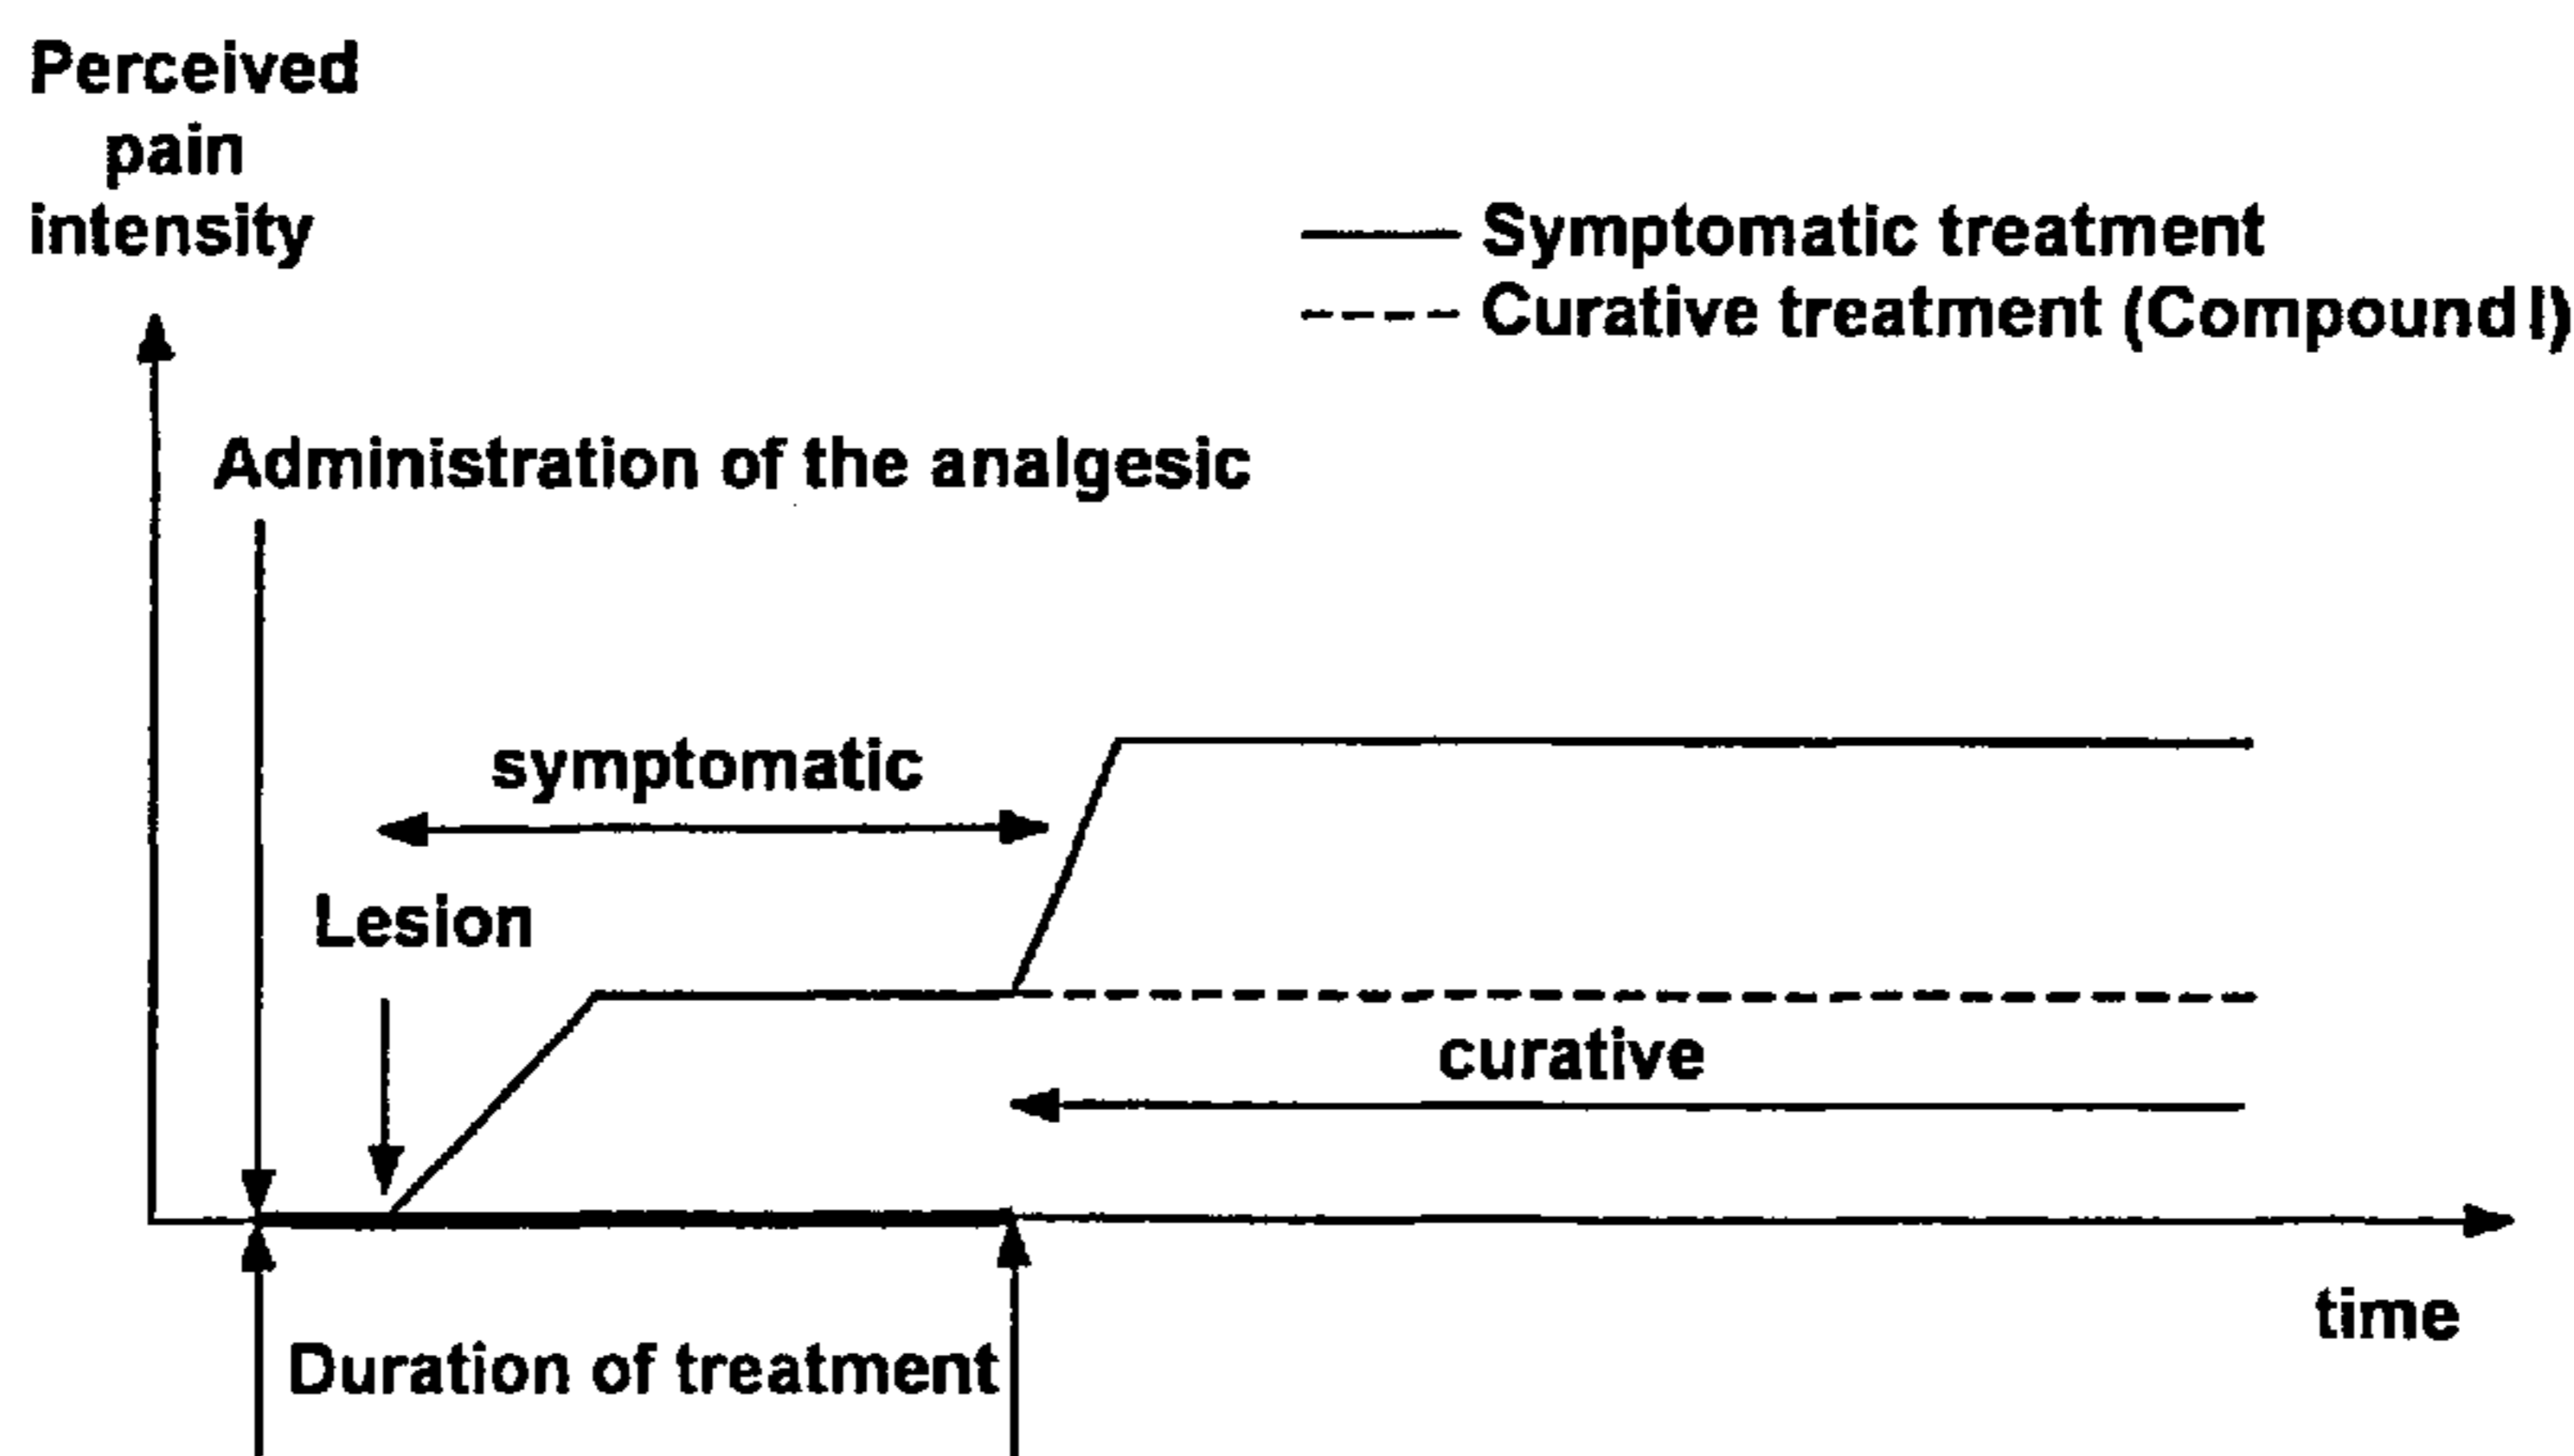 Perceived
pain
intensity
Symptomatic treatment
Curative treatment (Compound I)
Administration of the analgesic
symptomatic
Lesion
curative
time
Duration of treatment